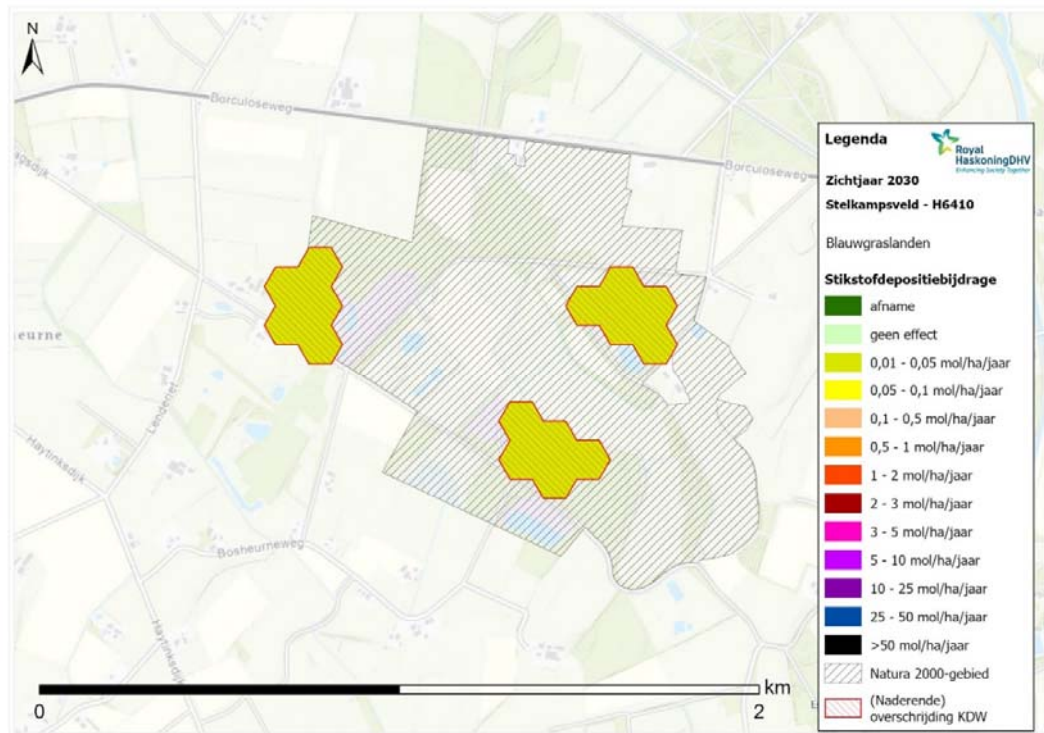 N
Borculoseweg
Borculoseweg
Lendenof
eurne
Haytinksdijk
Bosheurneweg
Haytinksdijk
km
0
2
Legenda
Royal
HaskoningDHV
Enhancing Society Together
Zichtjaar 2030
Stelkampsveld - H6410
Blauwgraslanden
Stikstofdepositiebijdrage
afname
geen effect
0,01 - 0,05 mol/ha/jaar
0,05 - 0,1 mol/ha/jaar
0,1 - 0,5 mol/ha/jaar
0,5 - 1 mol/ha/jaar
1 - 2 mol/ha/jaar
2 - 3 mol/ha/jaar
3 - 5 mol/ha/jaar
5 - 10 mol/ha/jaar
10 - 25 mol/ha/jaar
25 - 50 mol/ha/jaar
>50 mol/ha/jaar
Natura 2000-gebied
(Naderende)
overschrijding KDW